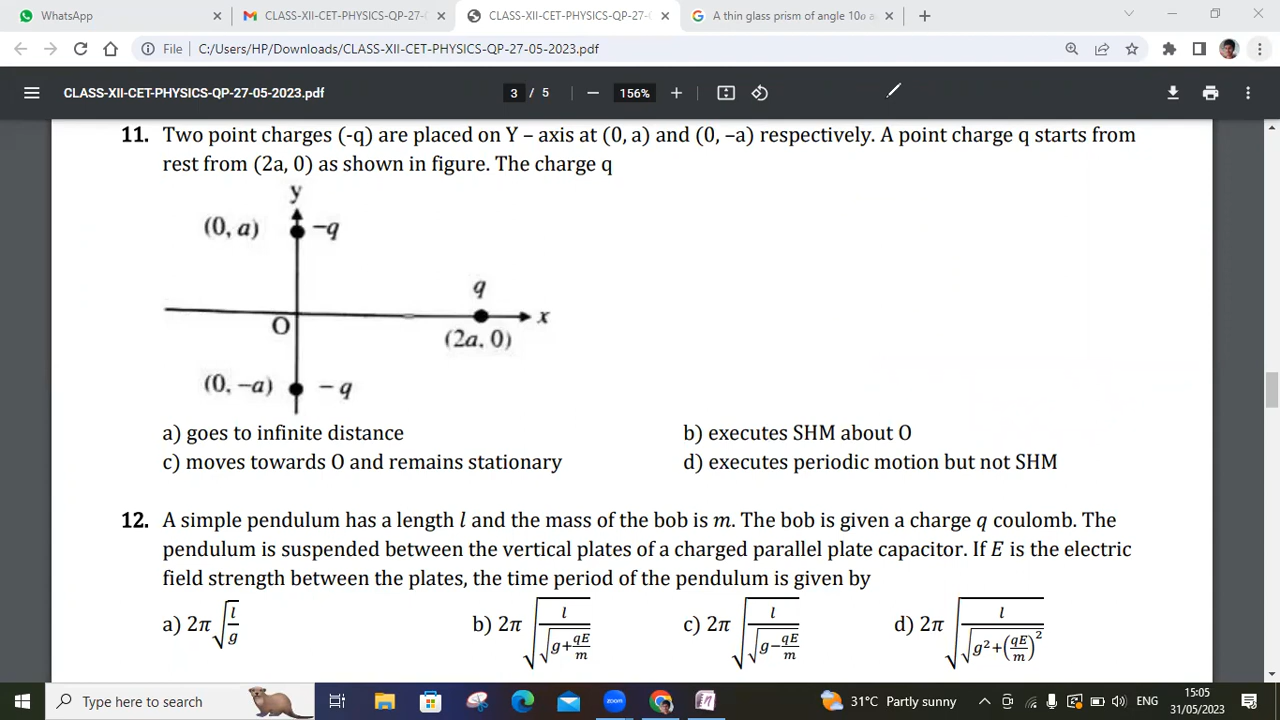 WhatsApp
CLASS-XII-CET-PHYSICS-QP-27-05-2023.p
CLASS-XII-CET-PHYSICS-QP-27-05-2023.p
A thin glass prism of angle 10o a
File C:/Users/HP/Downloads/CLASS-XII-CET-PHYSICS-QP-27-05-2023.pdf
CLASS-XII-CET-PHYSICS-QP-27-05-2023.pdf 3 / 5 156%
11. Two point charges (-q) are placed on Y – axis at (0, a) and (0, –a) respectively. A point charge q starts from
rest from (2a, 0) as shown in figure. The charge q
y
(0, a) –q
q
O x
(2a, 0)
(0, –a) – q
a) goes to infinite distance b) executes SHM about O
c) moves towards O and remains stationary d) executes periodic motion but not SHM
12. A simple pendulum has a length l and the mass of the bob is m. The bob is given a charge q coulomb. The
pendulum is suspended between the vertical plates of a charged parallel plate capacitor. If E is the electric
field strength between the plates, the time period of the pendulum is given by
a) 2π√(l/g) b) 2π√(l/√(g+qE/m)) c) 2π√(l/√(g−qE/m)) d) 2π√(l/√(g²+(qE/m)²))
Type here to search zoom 31°C Partly sunny ENG 15:05
31/05/2023